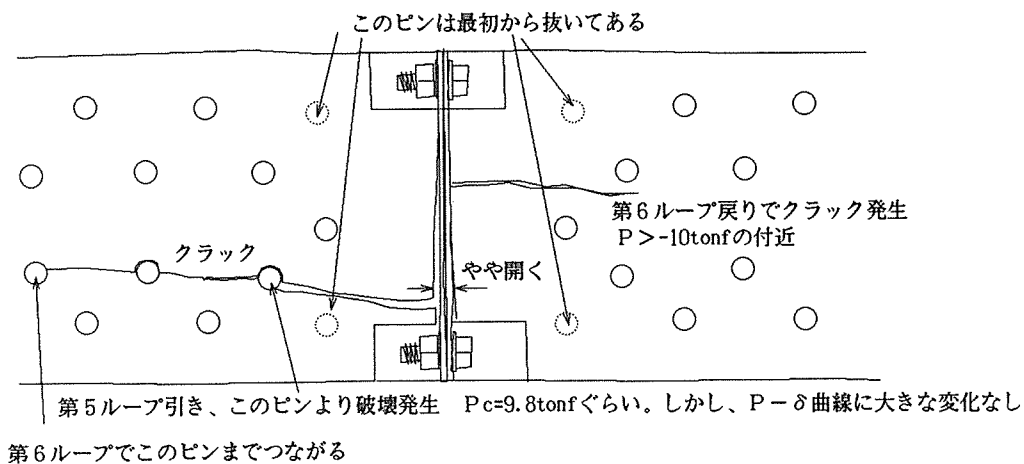 このピンは最初から抜いてある
第6ループ戻りでクラック発生
P>-10tonfの付近
クラック
やや開く
第5ループ引き、このピンより破壊発生 Pc=9.8tonfぐらい。しかし、P-δ曲線に大きな変化なし
第6ループでこのピンまでつながる